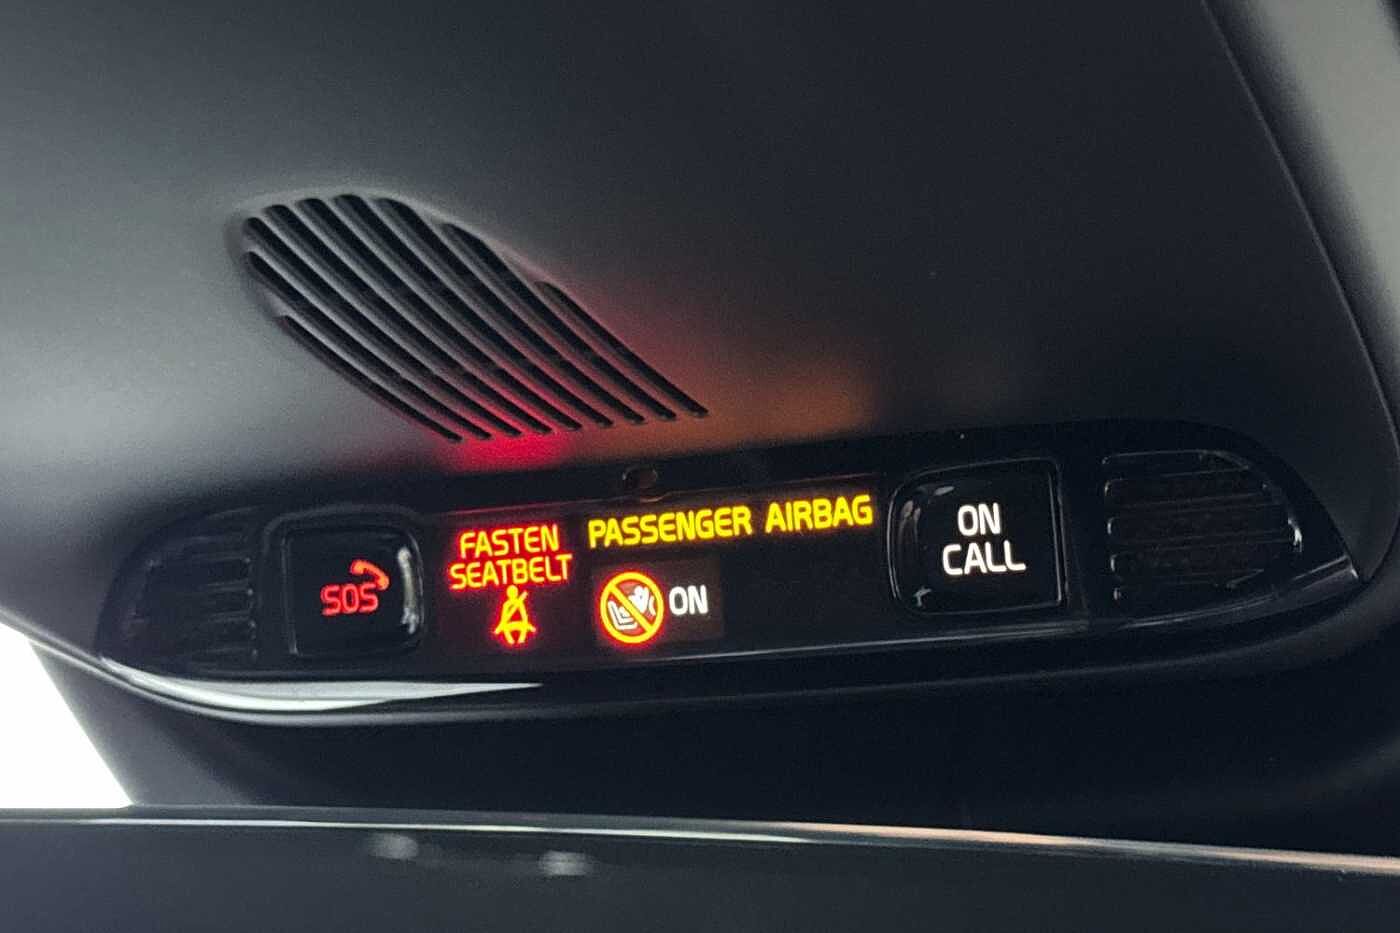 SOS
FASTEN
SEATBELT
PASSENGER AIRBAG
ON
ON
CALL